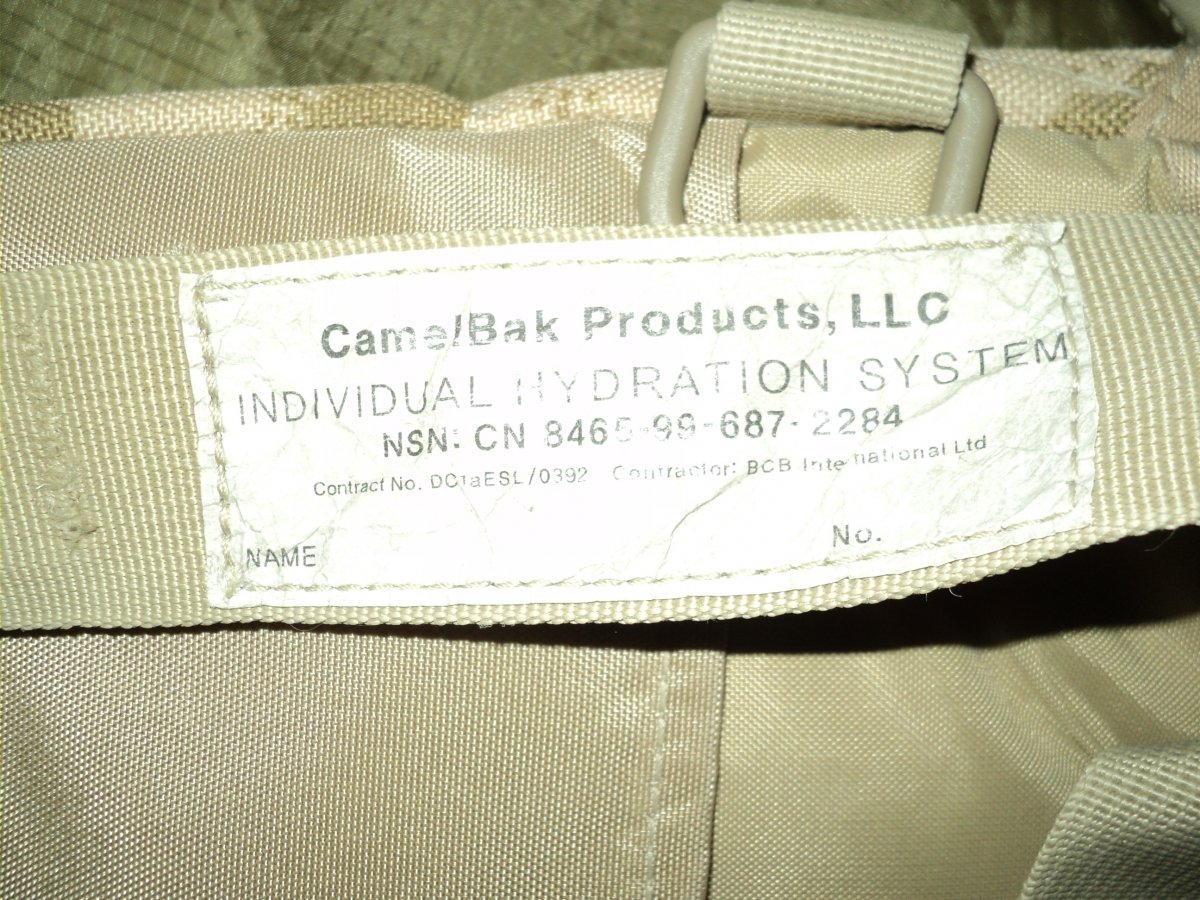 CamelBak Products, LLC
INDIVIDUAL HYDRATION SYSTEM
NSN: CN 8465-99-687-2284
Contract No. DC1aESL/0392 Contractor: BCB International Ltd
NAME No.